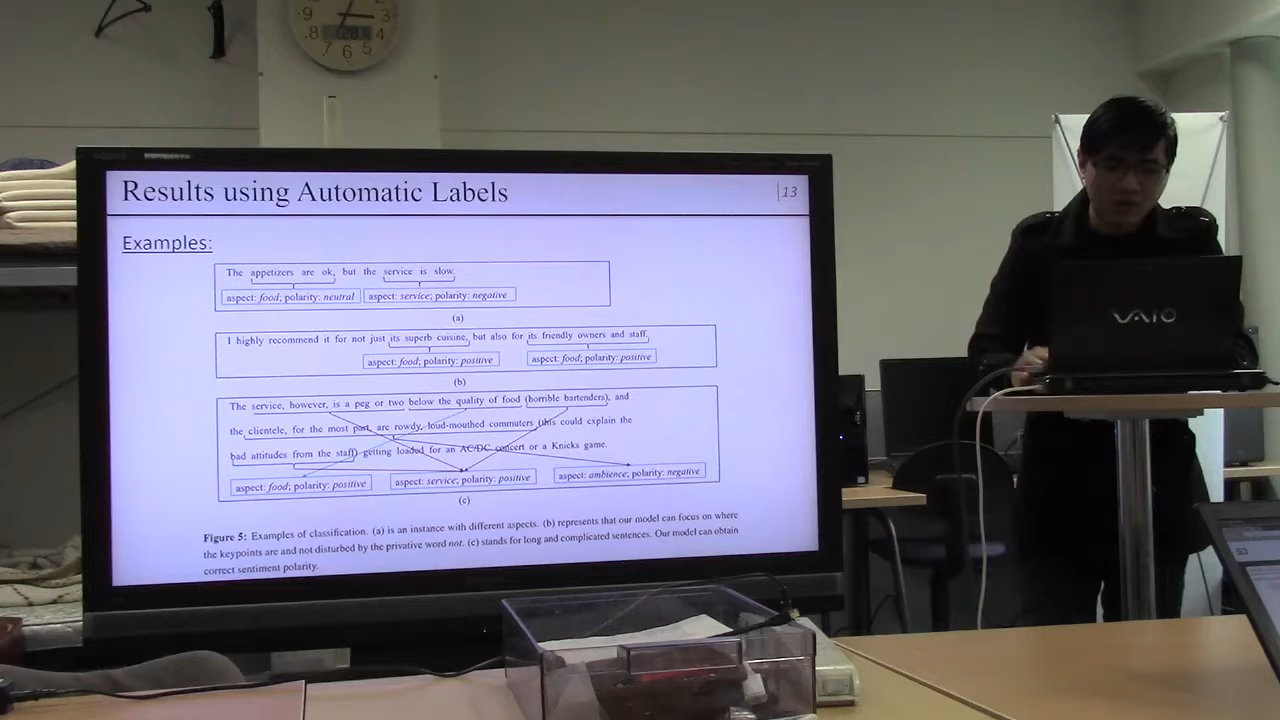 9
3
.8
4
.7
6
5
Results using Automatic Labels
13
Examples:
The appetizers are ok, but the service is slow.
aspect: food; polarity: neutral
aspect: service; polarity: negative
(a)
I highly recommend it for not just its superb cuisine, but also for its friendly owners and staff.
aspect: food; polarity: positive
aspect: food; polarity: positive
(b)
The service, however, is a peg or two below the quality of food (horrible bartenders), and
the clientele, for the most part, are rowdy, loud-mouthed commuters (this could explain the
bad attitudes from the staff) getting loaded for an AC/DC concert or a Knicks game.
aspect: food; polarity: positive
aspect: service; polarity: positive
aspect: ambience; polarity: negative
(c)
Figure 5: Examples of classification. (a) is an instance with different aspects. (b) represents that our model can focus on where
the keypoints are and not disturbed by the privative word not. (c) stands for long and complicated sentences. Our model can obtain
correct sentiment polarity.
VAIO